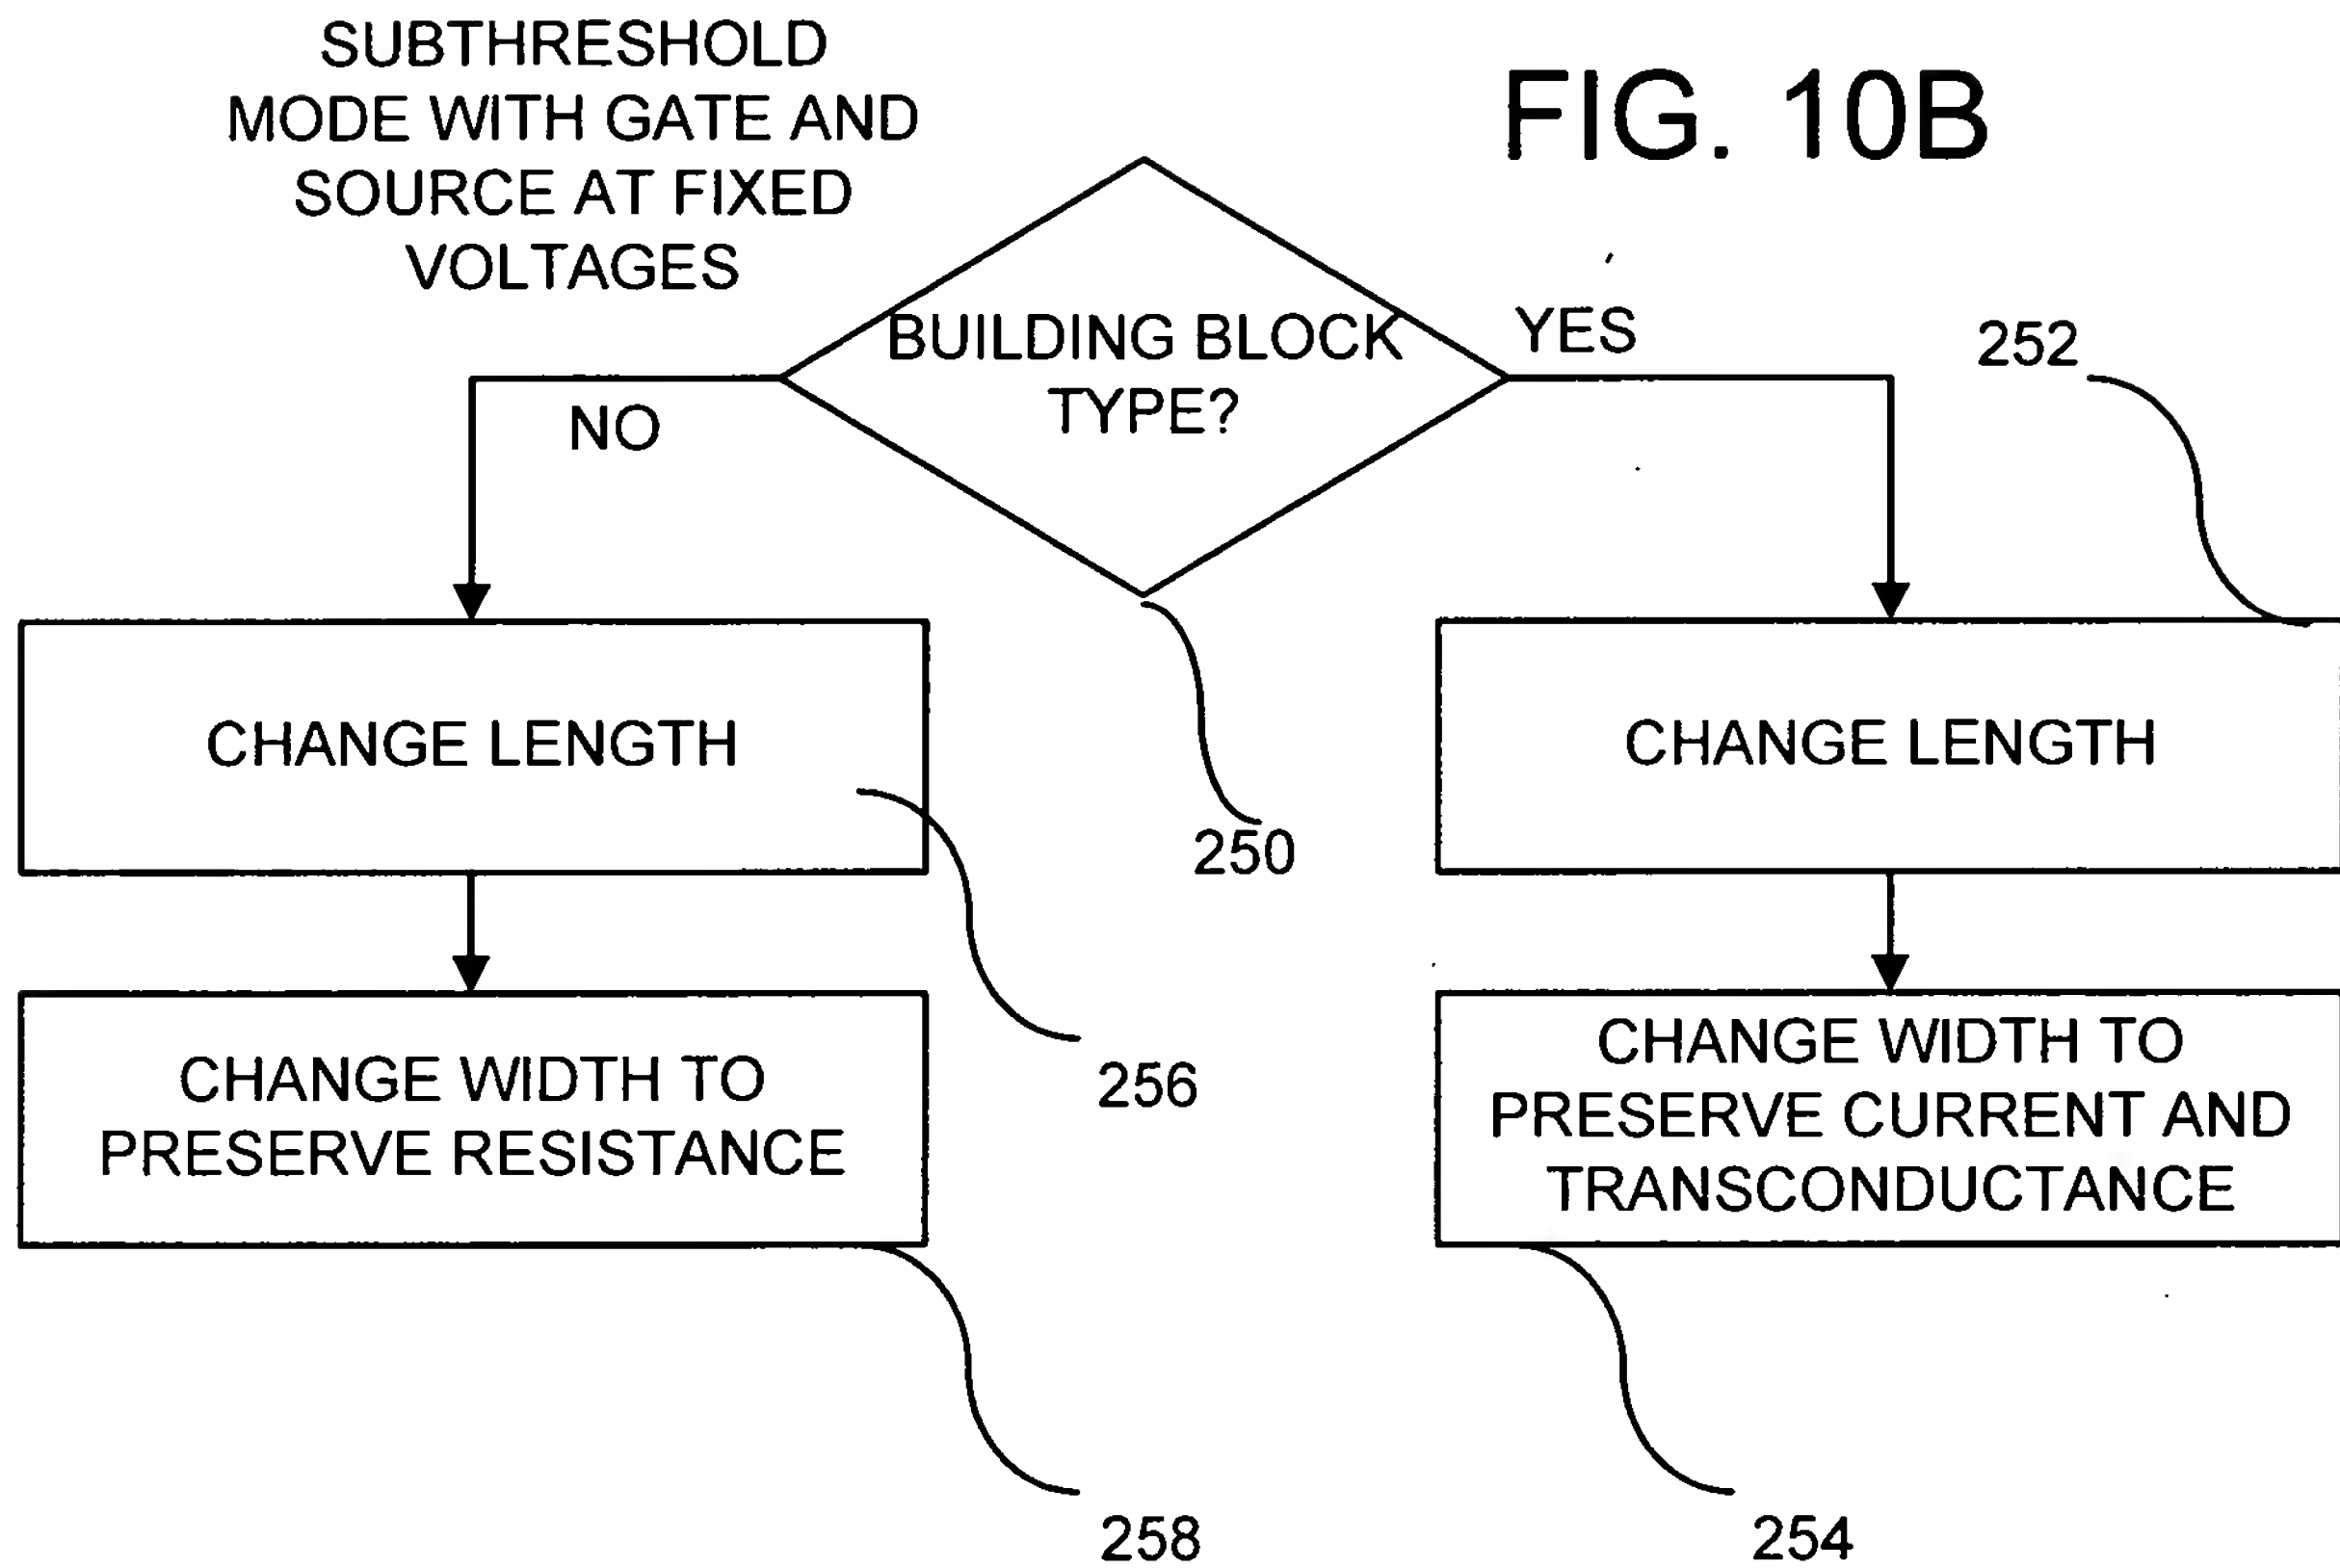 SUBTHRESHOLD
MODE WITH GATE AND
SOURCE AT FIXED
VOLTAGES
FIG. 10B
BUILDING BLOCK
TYPE?
YES
NO
252
CHANGE LENGTH
250
CHANGE LENGTH
256
CHANGE WIDTH TO
PRESERVE RESISTANCE
CHANGE WIDTH TO
PRESERVE CURRENT AND
TRANSCONDUCTANCE
258
254